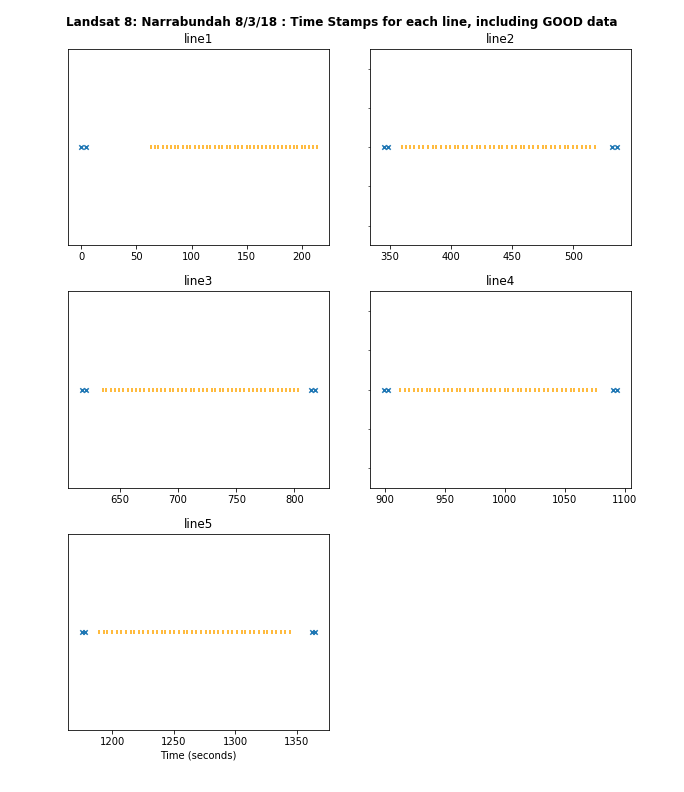 Landsat 8: Narrabundah 8/3/18 : Time Stamps for each line, including GOOD data
line1
line2
0 50 100 150 200
350 400 450 500
line3
line4
650 700 750 800
900 950 1000 1050 1100
line5
1200 1250 1300 1350
Time (seconds)